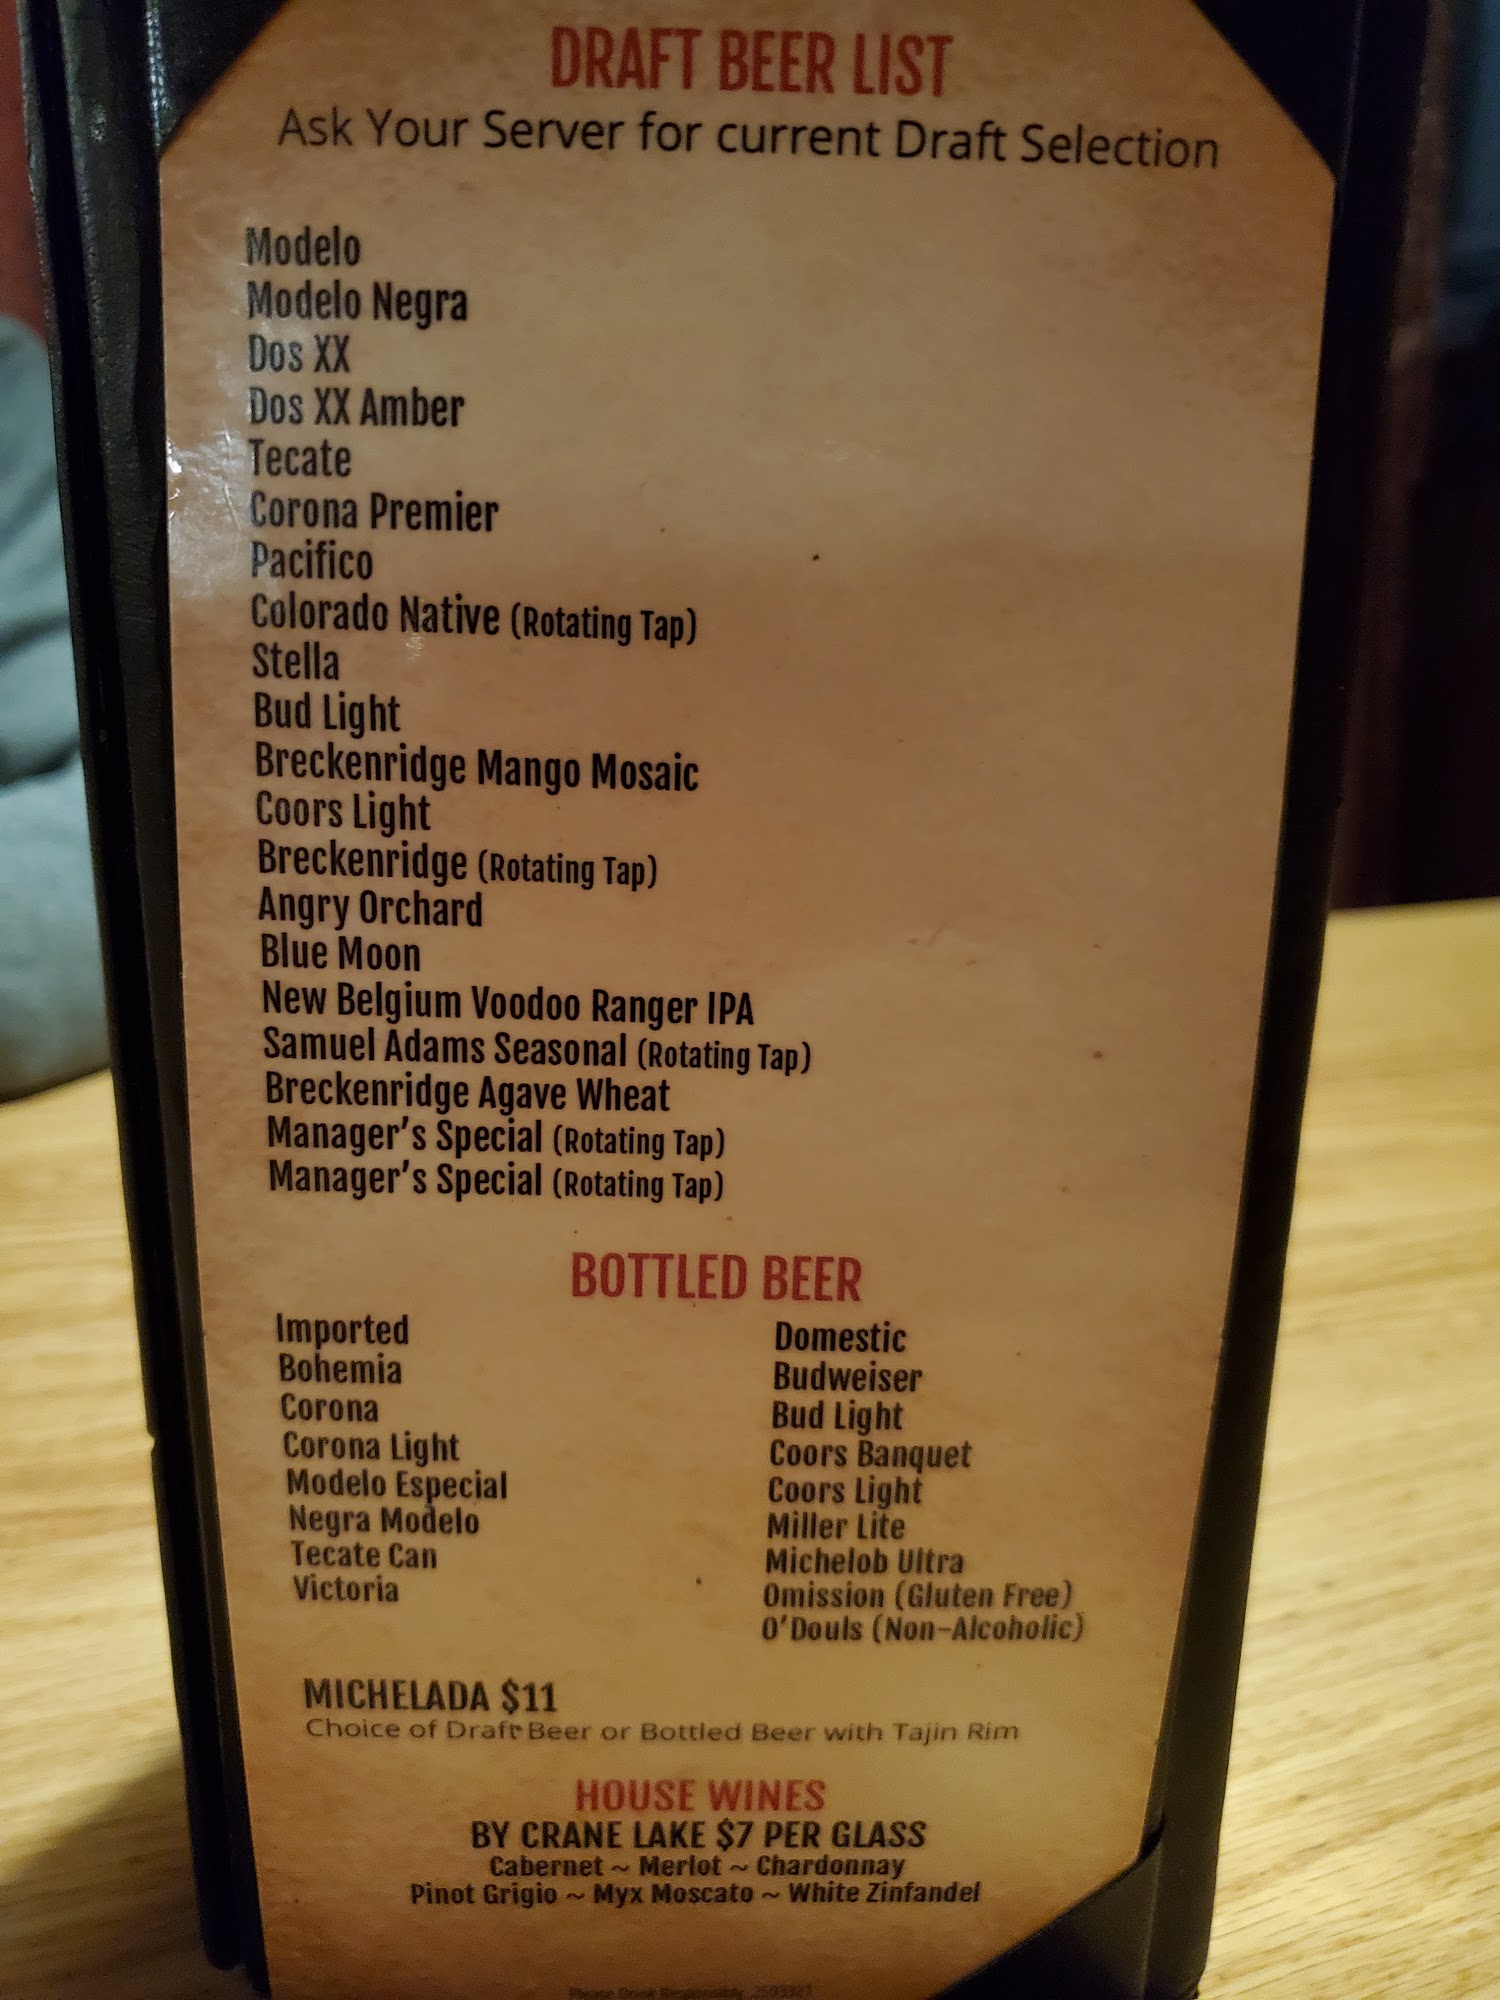 DRAFT BEER LIST
Ask Your Server for current Draft Selection
Modelo
Modelo Negra
Dos XX
Dos XX Amber
Tecate
Corona Premier
Pacifico
Colorado Native (Rotating Tap)
Stella
Bud Light
Breckenridge Mango Mosaic
Coors Light
Breckenridge (Rotating Tap)
Angry Orchard
Blue Moon
New Belgium Voodoo Ranger IPA
Samuel Adams Seasonal (Rotating Tap)
Breckenridge Agave Wheat
Manager's Special (Rotating Tap)
Manager's Special (Rotating Tap)
BOTTLED BEER
Imported
Bohemia
Corona
Corona Light
Modelo Especial
Negra Modelo
Tecate Can
Victoria
Domestic
Budweiser
Bud Light
Coors Banquet
Coors Light
Miller Lite
Michelob Ultra
Omission (Gluten Free)
O'Douls (Non-Alcoholic)
MICHELADA $11
Choice of Draft Beer or Bottled Beer with Tajin Rim
HOUSE WINES
BY CRANE LAKE $7 PER GLASS
Cabernet ~ Merlot ~ Chardonnay
Pinot Grigio ~ Myx Moscato ~ White Zinfandel
Please Drink Responsibly